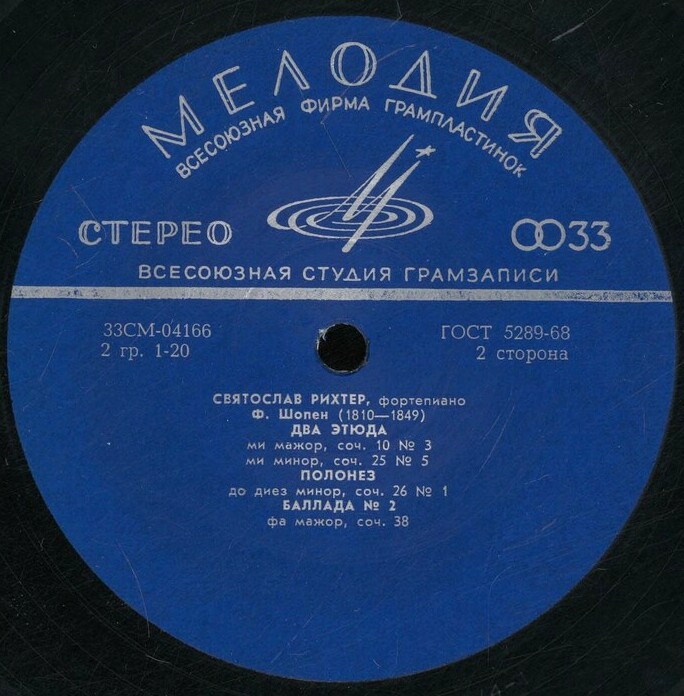 МЕЛОДИЯ
ВСЕСОЮЗНАЯ ФИРМА ГРАМПЛАСТИНОК
СТЕРЕО
33
ВСЕСОЮЗНАЯ СТУДИЯ ГРАМЗАПИСИ
33СМ-04166
ГОСТ 5289-68
2 гр. 1-20
2 сторона
СВЯТОСЛАВ РИХТЕР, фортепиано
Ф. Шопен (1810—1849)
ДВА ЭТЮДА
ми мажор, соч. 10 № 3
ми минор, соч. 25 № 5
ПОЛОНЕЗ
до диез минор, соч. 26 № 1
БАЛЛАДА № 2
фа мажор, соч. 38